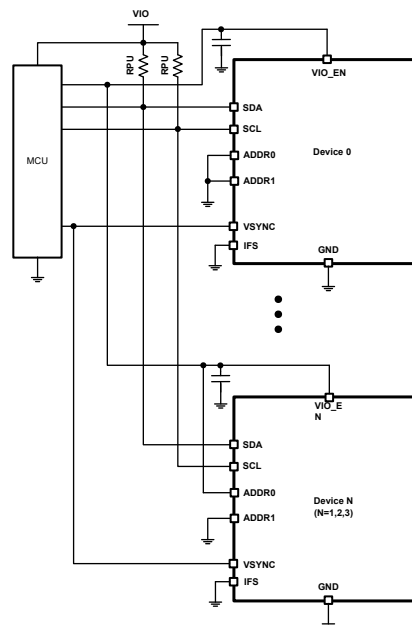 VIO
RPU
RPU
VIO_EN
SDA
SCL
MCU
ADDR0
Device 0
ADDR1
VSYNC
IFS
GND
VIO_E
N
SDA
SCL
ADDR0
Device N
(N=1,2,3)
ADDR1
VSYNC
IFS
GND